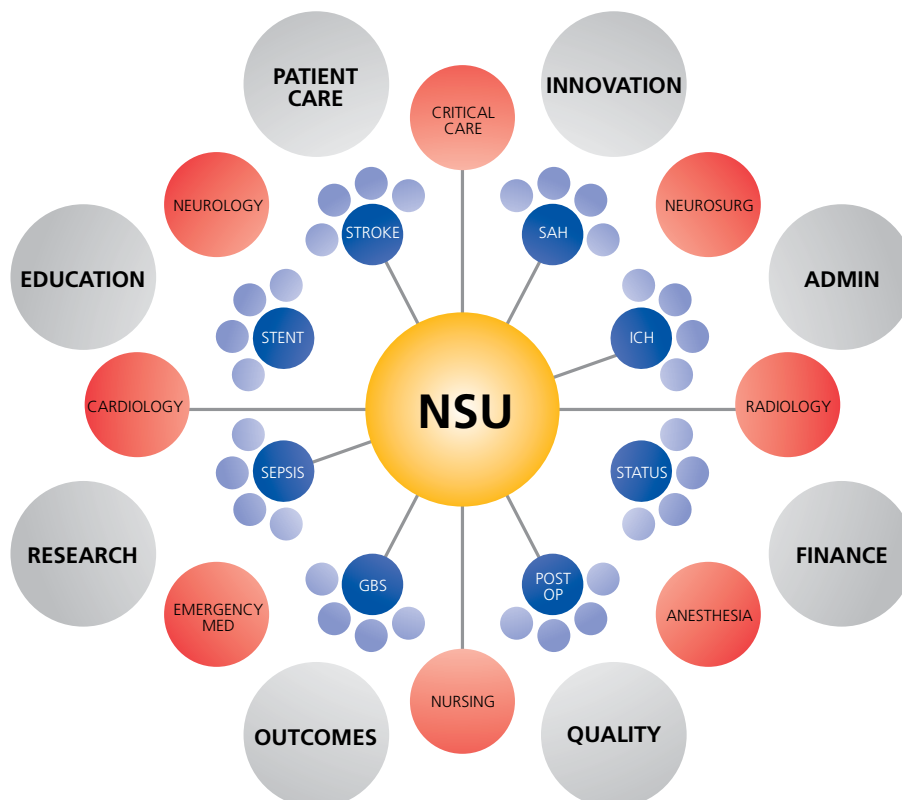 PATIENT
CARE
INNOVATION
CRITICAL
CARE
NEUROLOGY
NEUROSURG
STROKE
SAH
EDUCATION
ADMIN
STENT
ICH
CARDIOLOGY
NSU
RADIOLOGY
SEPSIS
STATUS
RESEARCH
FINANCE
GBS
POST
OP
EMERGENCY
MED
ANESTHESIA
NURSING
OUTCOMES
QUALITY